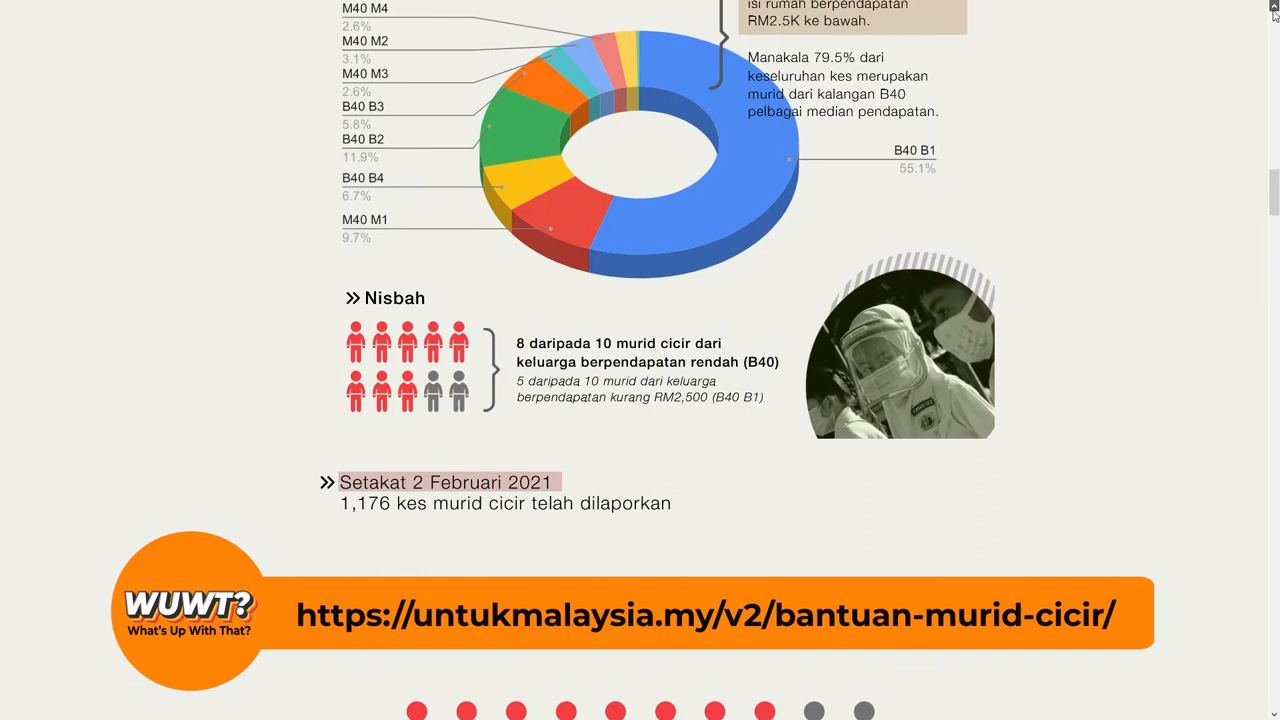 M40 M4
2.6%
M40 M2
3.1%
M40 M3
2.6%
B40 B3
5.8%
B40 B2
11.9%
B40 B4
6.7%
M40 M1
9.7%
isi rumah berpendapatan
RM2.5K ke bawah.
Manakala 79.5% dari
keseluruhan kes merupakan
murid dari kalangan B40
pelbagai median pendapatan.
B40 B1
55.1%
Nisbah
8 daripada 10 murid cicir dari
keluarga berpendapatan rendah (B40)
5 daripada 10 murid dari keluarga
berpendapatan kurang RM2,500 (B40 B1)
Setakat 2 Februari 2021
1,176 kes murid cicir telah dilaporkan
WUWT?
What's Up With That?
https://untukmalaysia.my/v2/bantuan-murid-cicir/